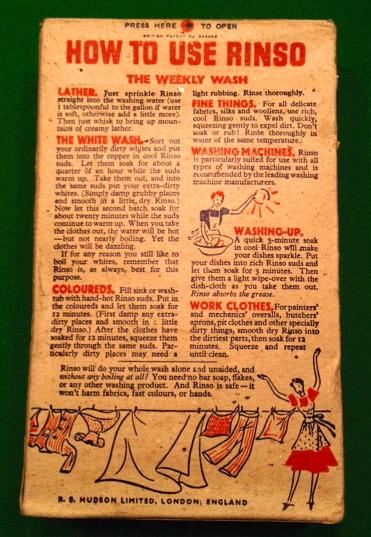 PRESS HERE TO OPEN
BRITISH PATENT No
HOW TO USE RINSO
THE WEEKLY WASH
LATHER. Just sprinkle Rinso
straight into the washing water (use
1 tablespoonful to the gallon if water
is soft, otherwise add a little more).
Then just whisk to bring up moun-
tains of creamy lather.
THE WHITE WASH.—Sort out
your ordinarily dirty whites and put
them into the copper in cool Rinso
suds. Let them soak for about a
quarter of an hour while the suds
warm up. Take them out, and into
the same suds put your extra-dirty
whites. (Simply damp grubby places
and smooth in a little, dry Rinso.)
Now let this second batch soak for
about twenty minutes while the suds
continue to warm up. When you take
the clothes out, the water will be hot
—but not nearly boiling. Yet the
clothes will be dazzling.
If for any reason you still like to
boil your whites, remember that
Rinso is, as always, best for this
purpose.
COLOUREDS. Fill sink or wash-
tub with hand-hot Rinso suds. Put in
the coloureds and let them soak for
12 minutes. (First damp any extra-
dirty places and smooth in a little
dry Rinso.) After the clothes have
soaked for 12 minutes, squeeze them
gently through the same suds. Par-
ticularly dirty places may need a
light rubbing. Rinse thoroughly.
FINE THINGS. For all delicate
fabrics, silks and woollens, use rich,
cool Rinso suds. Wash quickly,
squeezing gently to expel dirt. Don't
soak or rub! Rinse thoroughly in
water of the same temperature.
WASHING MACHINES. Rinso
is particularly suited for use with all
types of washing machines and is
recommended by the leading washing
machine manufacturers.
WASHING-UP.
A quick 3-minute soak
in cool Rinso will make
your dishes sparkle. Put
your dishes into rich Rinso suds and
let them soak for 3 minutes. Then
give them a light wipe-over with the
dish-cloth as you take them out.
Rinso absorbs the grease.
WORK CLOTHES. For painters'
and mechanics' overalls, butchers'
aprons, pit clothes and other specially
dirty things, smooth dry Rinso into
the dirtiest parts, then soak for 12
minutes. Squeeze and repeat
until clean.
Rinso will do your whole wash alone and unaided, and
without any boiling at all! You need no bar soap, flakes,
or any other washing product. And Rinso is safe—it
won't harm fabrics, fast colours, or hands.
R. S. HUDSON LIMITED, LONDON, ENGLAND